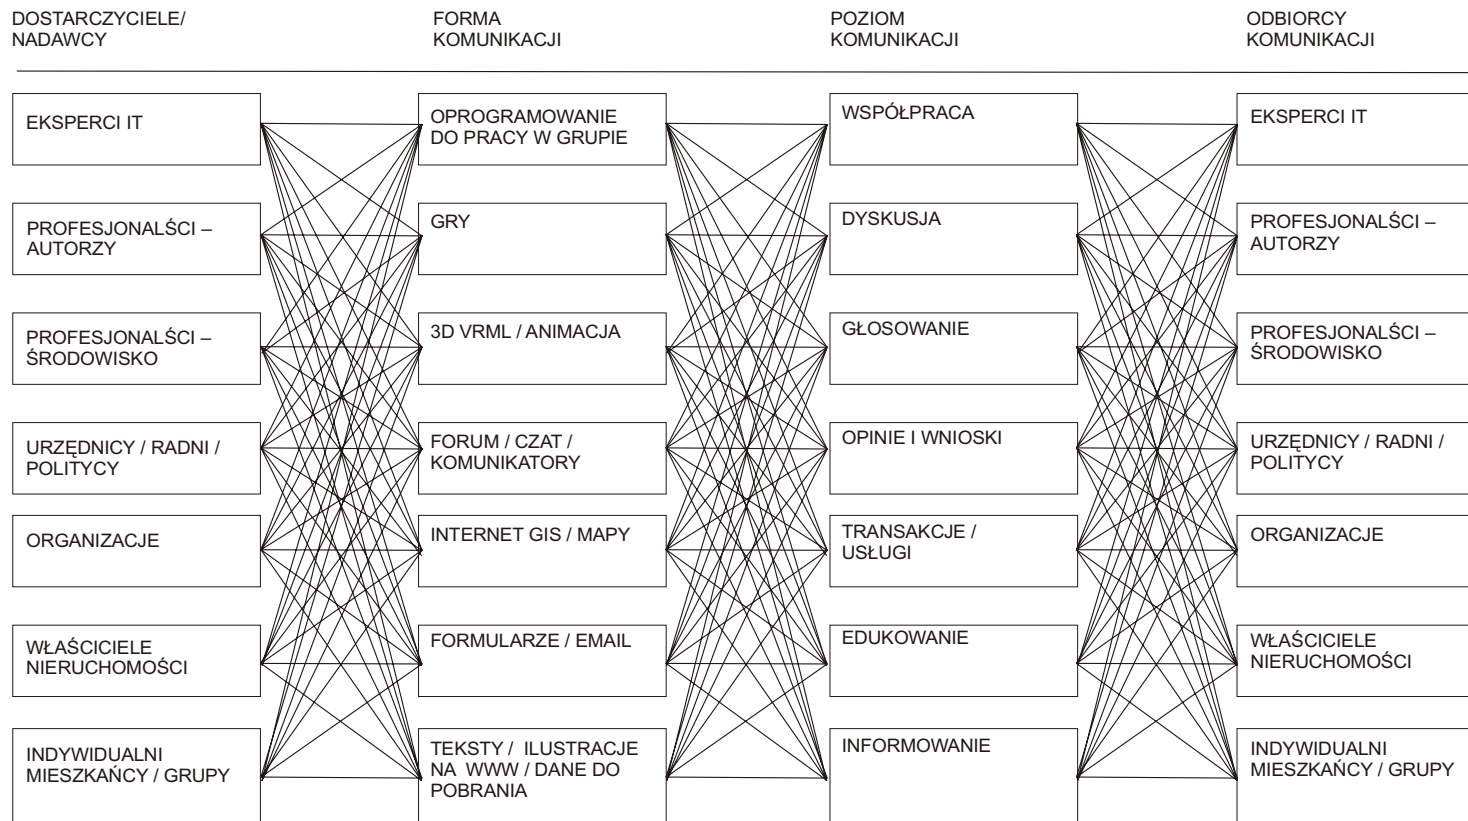 DOSTARCZYCIELE/
NADAWCY
FORMA
KOMUNIKACJI
POZIOM
KOMUNIKACJI
ODBIORCY
KOMUNIKACJI
EKSPERCI IT
OPROGRAMOWANIE
DO PRACY W GRUPIE
WSPÓŁPRACA
EKSPERCI IT
PROFESJONALŚCI –
AUTORZY
GRY
DYSKUSJA
PROFESJONALŚCI –
AUTORZY
PROFESJONALŚCI –
ŚRODOWISKO
3D VRML / ANIMACJA
GŁOSOWANIE
PROFESJONALŚCI –
ŚRODOWISKO
URZĘDNICY / RADNI /
POLITYCY
FORUM / CZAT /
KOMUNIKATORY
OPINIE I WNIOSKI
URZĘDNICY / RADNI /
POLITYCY
ORGANIZACJE
INTERNET GIS / MAPY
TRANSAKCJE /
USŁUGI
ORGANIZACJE
WŁAŚCICIELE
NIERUCHOMOŚCI
FORMULARZE / EMAIL
EDUKOWANIE
WŁAŚCICIELE
NIERUCHOMOŚCI
INDYWIDUALNI
MIESZKAŃCY / GRUPY
TEKSTY / ILUSTRACJE
NA WWW / DANE DO
POBRANIA
INFORMOWANIE
INDYWIDUALNI
MIESZKAŃCY / GRUPY